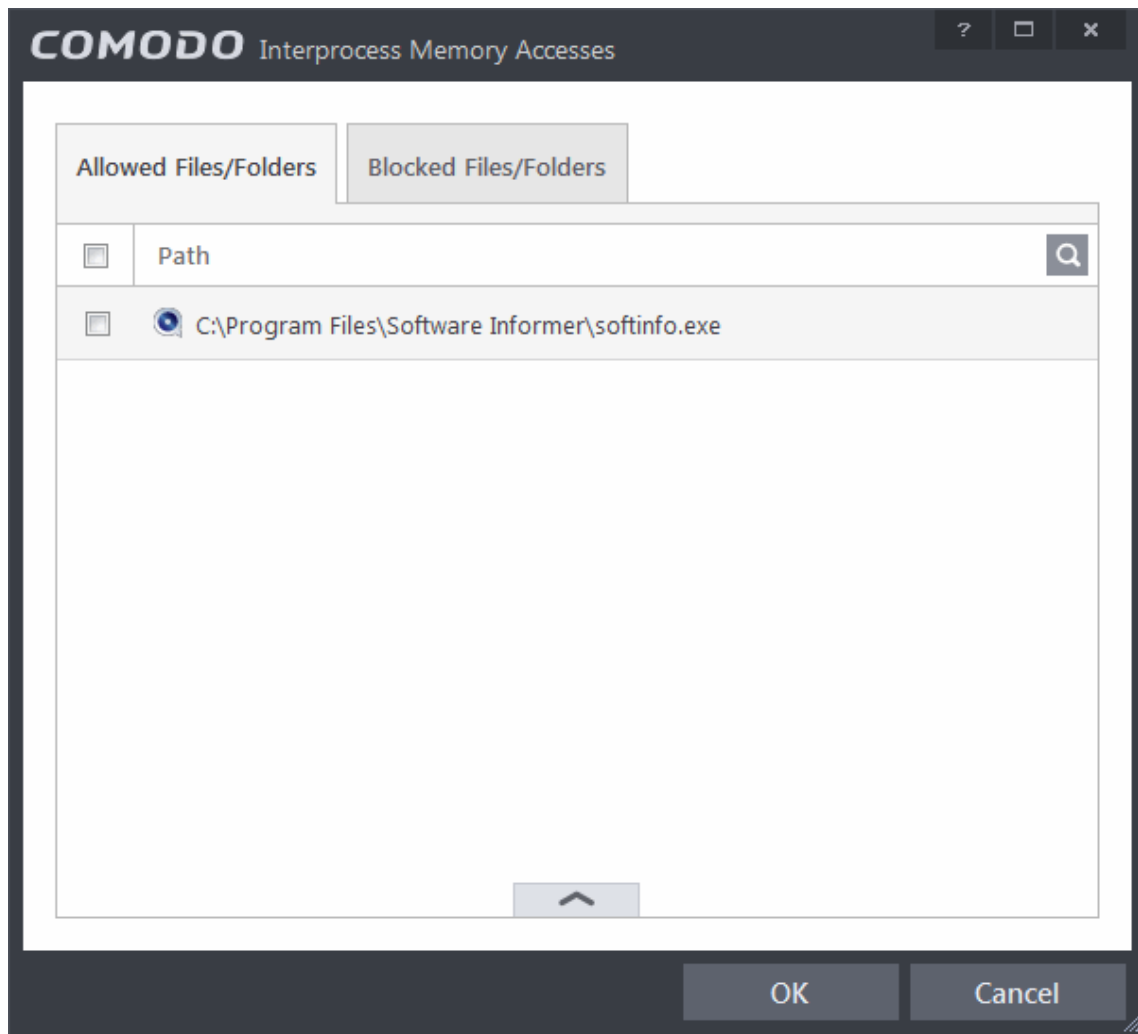 COMODO Interprocess Memory Accesses ?
Allowed Files/Folders Blocked Files/Folders
Path
C:\Program Files\Software Informer\softinfo.exe
OK Cancel